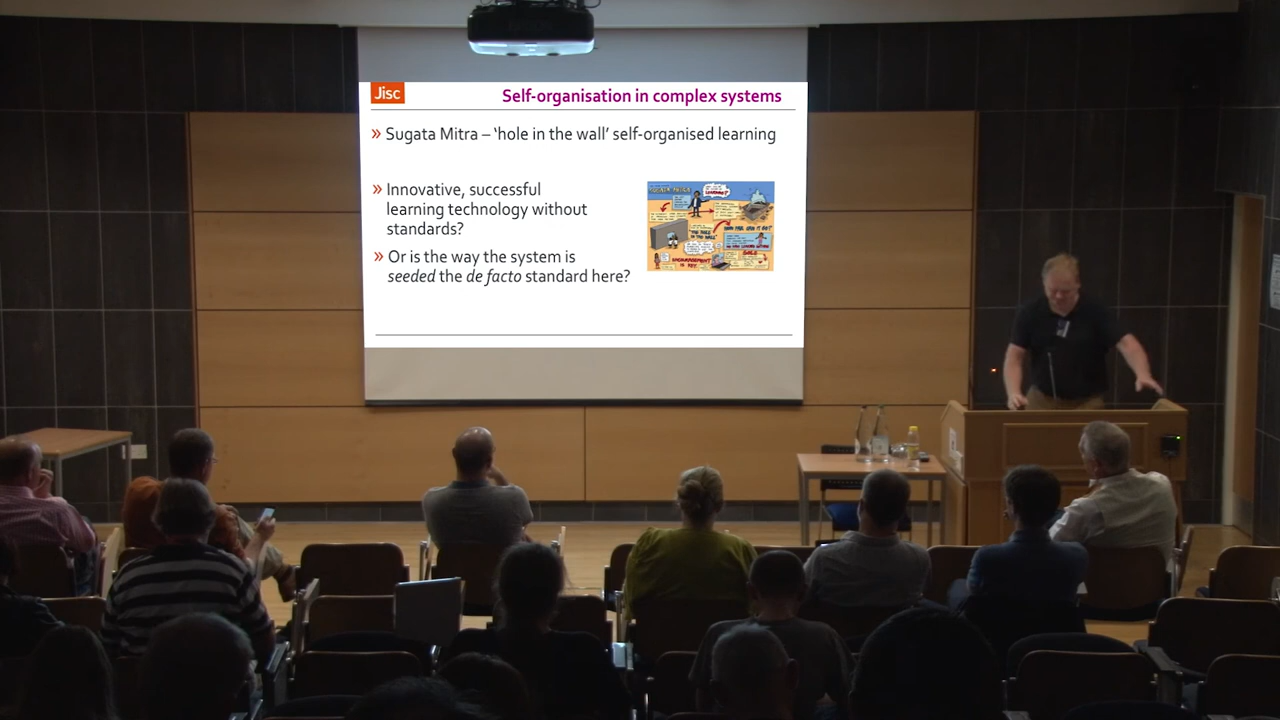 Jisc
Self-organisation in complex systems
» Sugata Mitra – ‘hole in the wall’ self-organised learning
» Innovative, successful
learning technology without
standards?
» Or is the way the system is
seeded the de facto standard here?